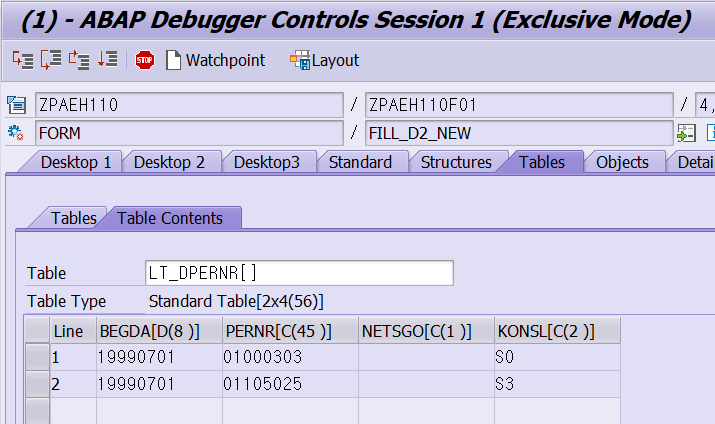 (1) - ABAP Debugger Controls Session 1 (Exclusive Mode)
STOP Watchpoint Layout
ZPAEH110 / ZPAEH110F01 / 4,
FORM / FILL_D2_NEW
Desktop 1 Desktop 2 Desktop3 Standard Structures Tables Objects Detai
Tables Table Contents
Table LT_DPERNR[]
Table Type Standard Table[2x4(56)]
Line BEGDA[D(8 )] PERNR[C(45 )] NETSGO[C(1 )] KONSL[C(2 )]
1 19990701 01000303 S0
2 19990701 01105025 S3